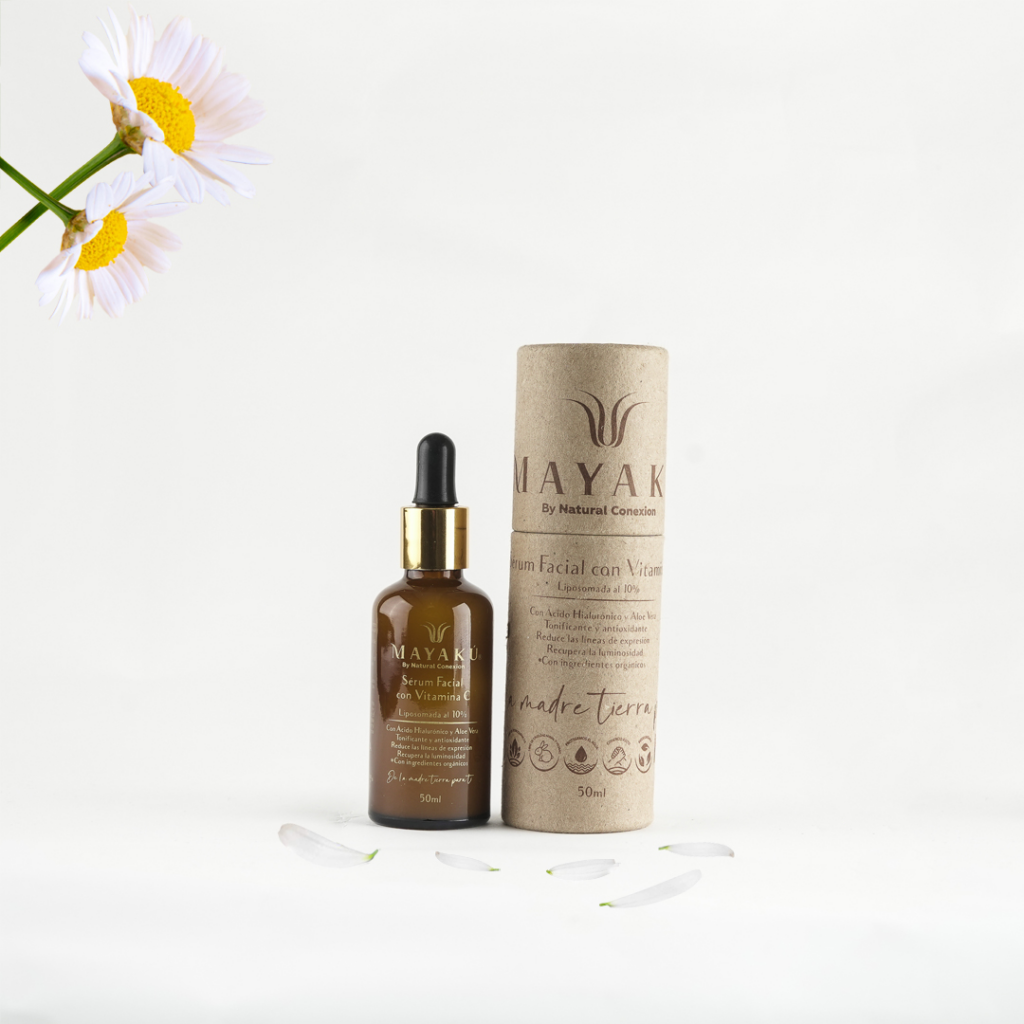 MAYAKÚ
By Natural Conexion
Serum Facial
con Vitamina C
Liposomada al 10%
Con Ácido Hialurónico y Aloe Vera
Tonificante y antioxidante
Reduce las líneas de expresión
Recupera la luminosidad
*Con ingredientes orgánicos
De la madre tierra para ti
50ml
MAYAK
By Natural Conexion
Serum Facial con Vitami
Liposomada al 10%
Con Ácido Hialurónico y Aloe Vera
Tonificante y antioxidante
Reduce las líneas de expresión
Recupera la luminosidad
*Con ingredientes orgánicos
a madre tierra p
50ml